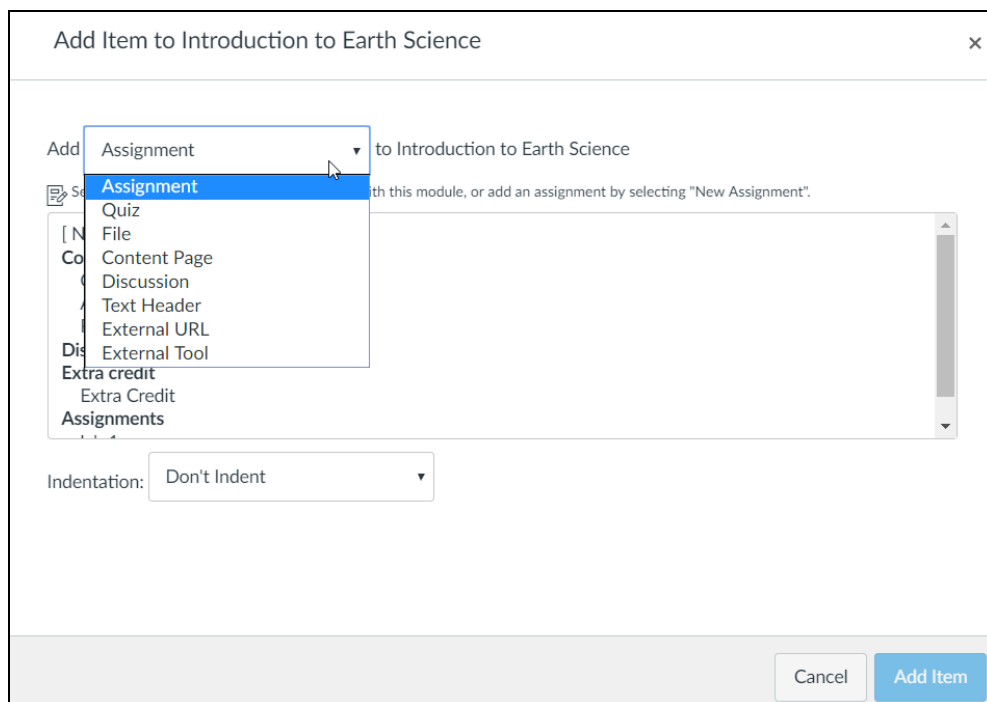 Add Item to Introduction to Earth Science
Add Assignment to Introduction to Earth Science
Assignment
ith this module, or add an assignment by selecting "New Assignment".
Quiz
File
Content Page
Discussion
Text Header
External URL
External Tool
[ N
Co
Dis
Extra credit
Extra Credit
Assignments
Indentation: Don't Indent
Cancel Add Item